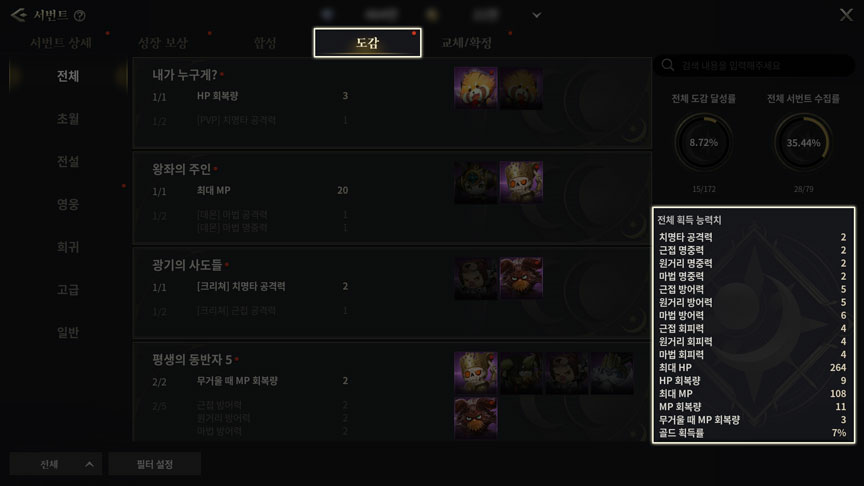 서번트
서번트 상세
성장 보상
합성
도감
교체/확정
전체
초월
전설
영웅
희귀
고급
일반
내가 누구게?
1/1 HP 회복량 3
1/2 [PVP] 치명타 공격력 1
왕좌의 주인
1/1 최대 MP 20
1/2 [데몬] 마법 공격력 1
[데몬] 마법 명중력 1
광기의 사도들
1/1 [크리쳐] 치명타 공격력 2
1/2 [크리쳐] 근접 공격력 1
평생의 동반자 5
2/2 무거울 때 MP 회복량 2
2/5 근접 방어력 2
원거리 방어력 2
마법 방어력 2
검색 내용을 입력해주세요
전체 도감 달성률 전체 서번트 수집률
8.72% 35.44%
15/172 28/79
전체 획득 능력치
치명타 공격력 2
근접 명중력 2
원거리 명중력 2
마법 명중력 2
근접 방어력 5
원거리 방어력 5
마법 방어력 6
근접 회피력 4
원거리 회피력 4
마법 회피력 4
최대 HP 264
HP 회복량 9
최대 MP 108
MP 회복량 11
무거울 때 MP 회복량 3
골드 획득률 7%
전체
필터 설정